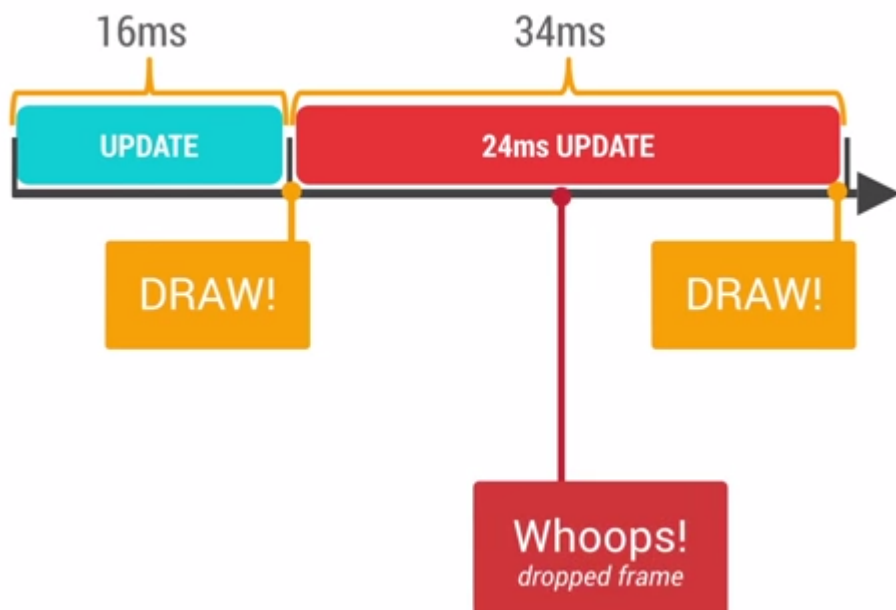 16ms
34ms
UPDATE
24ms UPDATE
DRAW!
DRAW!
Whoops!
dropped frame